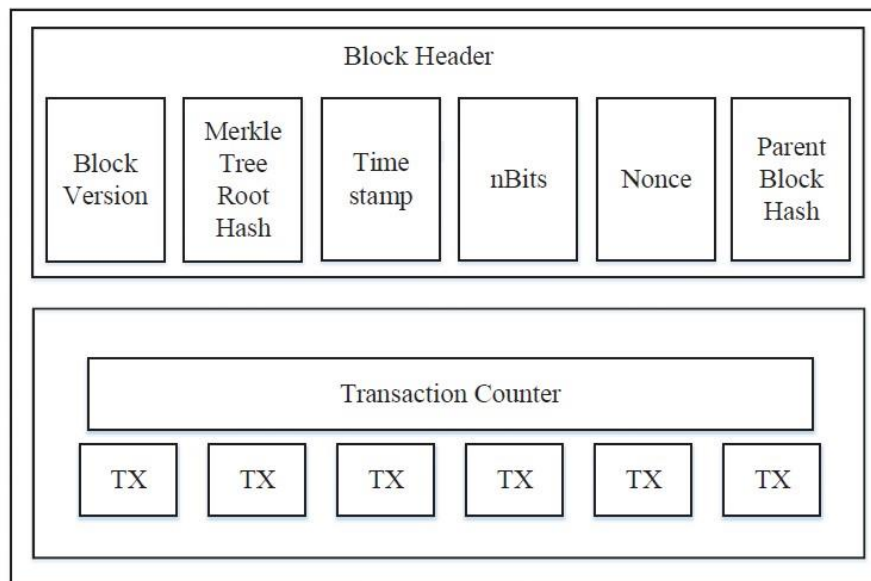 Block Header
Block
Version
Merkle
Tree
Root
Hash
Time
stamp
nBits
Nonce
Parent
Block
Hash
Transaction Counter
TX
TX
TX
TX
TX
TX